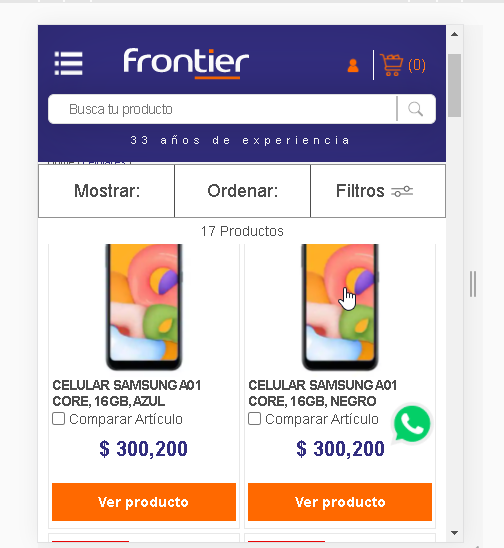 frontier
(0)
Busca tu producto
33 años de experiencia
Mostrar:
Ordenar:
Filtros
17 Productos
CELULAR SAMSUNG A01
CORE, 16GB, AZUL
Comparar Artículo
$ 300,200
Ver producto
CELULAR SAMSUNG A01
CORE, 16GB, NEGRO
Comparar Artículo
$ 300,200
Ver producto